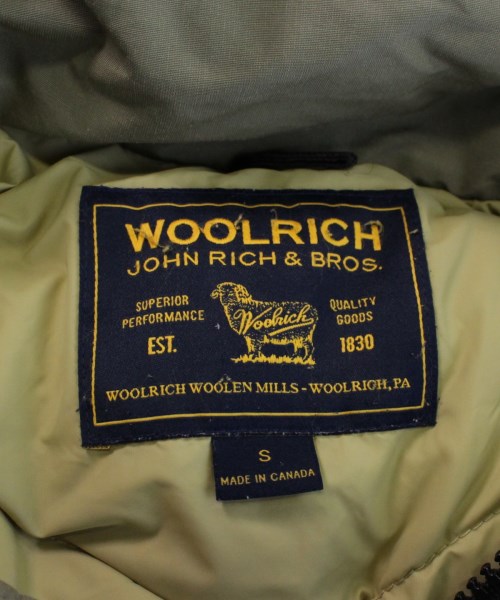 WOOLRICH
JOHN RICH & BROS.
SUPERIOR
PERFORMANCE
Woolrich
QUALITY
GOODS
EST.
1830
WOOLRICH WOOLEN MILLS - WOOLRICH, PA
S
MADE IN CANADA